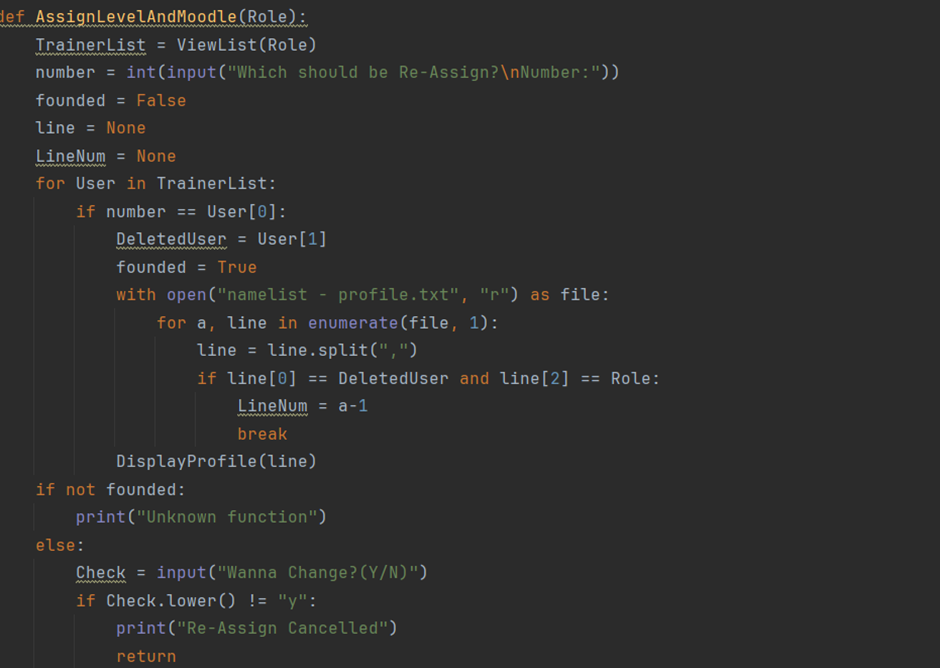 def AssignLevelAndMoodle(Role):
    TrainerList = ViewList(Role)
    number = int(input("Which should be Re-Assign?\nNumber:"))
    founded = False
    line = None
    LineNum = None
    for User in TrainerList:
        if number == User[0]:
            DeletedUser = User[1]
            founded = True
            with open("namelist - profile.txt", "r") as file:
                for a, line in enumerate(file, 1):
                    line = line.split(",")
                    if line[0] == DeletedUser and line[2] == Role:
                        LineNum = a-1
                        break
            DisplayProfile(line)
    if not founded:
        print("Unknown function")
    else:
        Check = input("Wanna Change?(Y/N)")
        if Check.lower() != "y":
            print("Re-Assign Cancelled")
            return